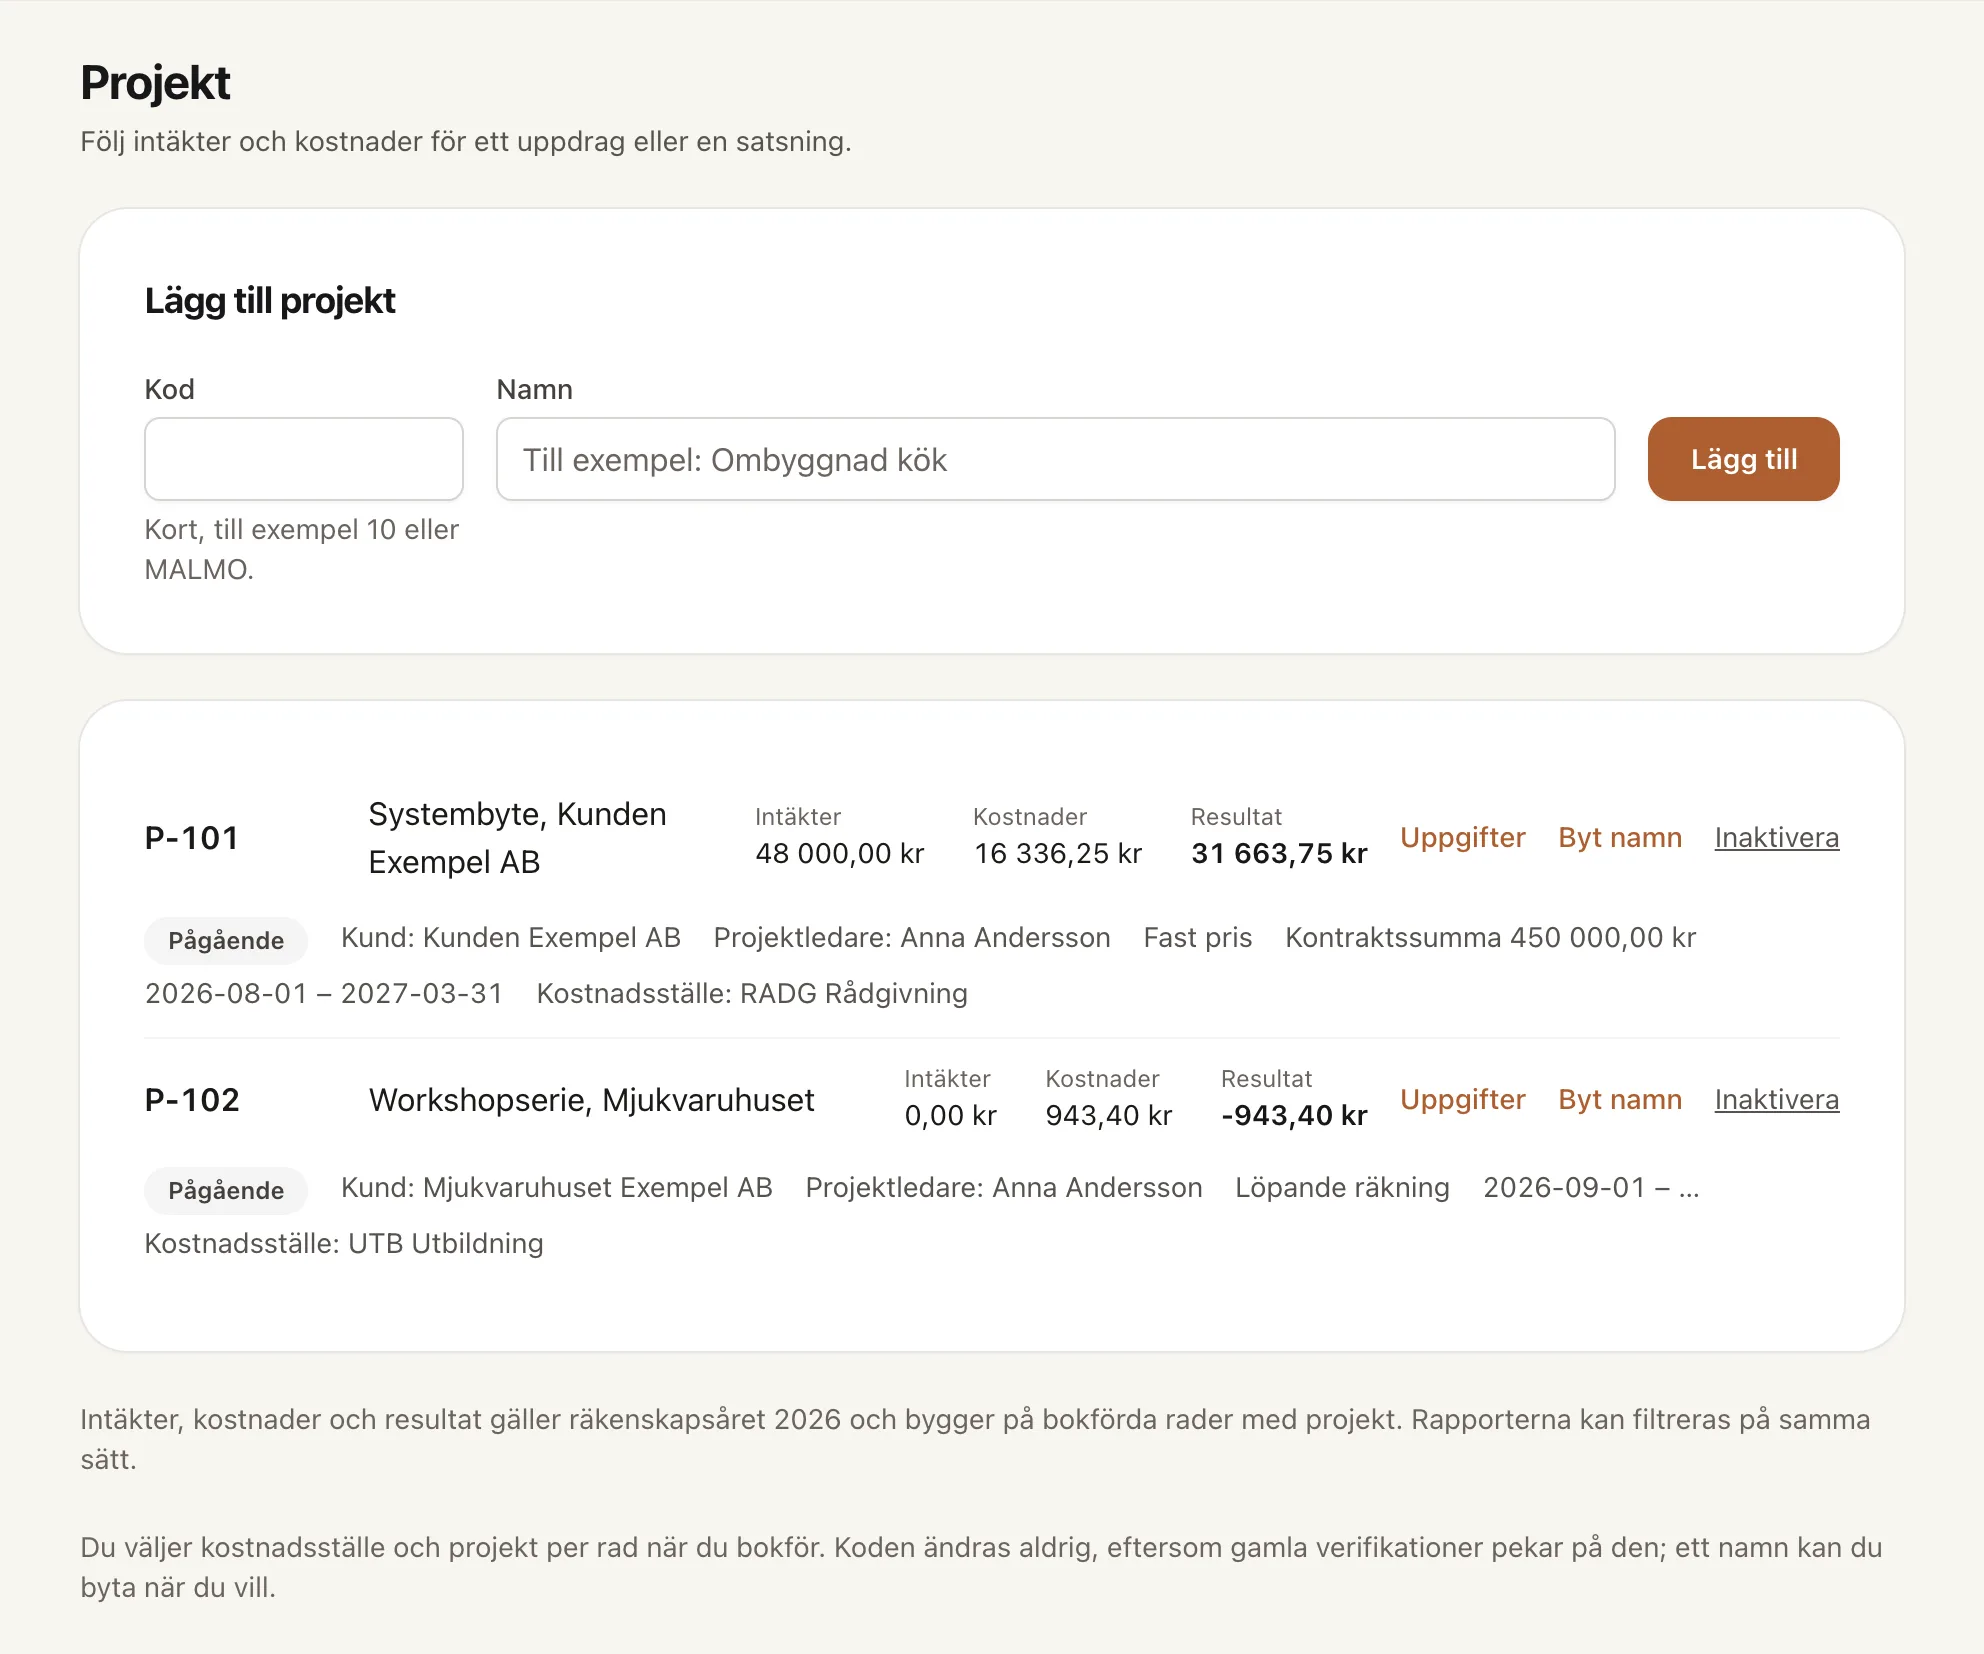 Projekt
Följ intäkter och kostnader för ett uppdrag eller en satsning.
Lägg till projekt
Kod
Namn
Till exempel: Ombyggnad kök
Lägg till
Kort, till exempel 10 eller
MALMO.
P-101
Systembyte, Kunden
Exempel AB
Intäkter
48 000,00 kr
Kostnader
16 336,25 kr
Resultat
31 663,75 kr
Uppgifter
Byt namn
Inaktivera
Pågående
Kund: Kunden Exempel AB
Projektledare: Anna Andersson
Fast pris
Kontraktssumma 450 000,00 kr
2026-08-01 – 2027-03-31
Kostnadsställe: RADG Rådgivning
P-102
Workshopserie, Mjukvaruhuset
Intäkter
0,00 kr
Kostnader
943,40 kr
Resultat
-943,40 kr
Uppgifter
Byt namn
Inaktivera
Pågående
Kund: Mjukvaruhuset Exempel AB
Projektledare: Anna Andersson
Löpande räkning
2026-09-01 – ...
Kostnadsställe: UTB Utbildning
Intäkter, kostnader och resultat gäller räkenskapsåret 2026 och bygger på bokförda rader med projekt. Rapporterna kan filtreras på samma
sätt.
Du väljer kostnadsställe och projekt per rad när du bokför. Koden ändras aldrig, eftersom gamla verifikationer pekar på den; ett namn kan du
byta när du vill.